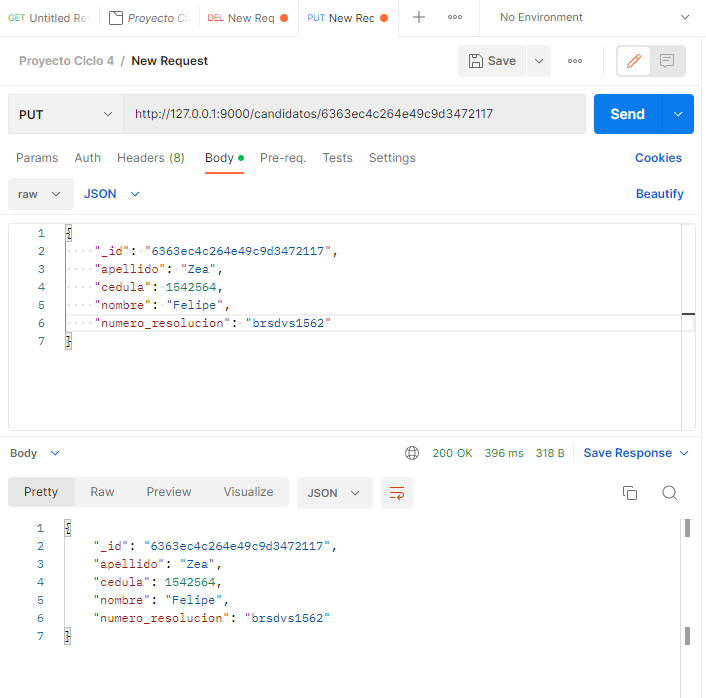 GET Untitled Re
Proyecto Ci
DEL New Req
PUT New Rec
No Environment
Proyecto Ciclo 4 / New Request
Save
PUT
http://127.0.0.1:9000/candidatos/6363ec4c264e49c9d3472117
Send
Params Auth Headers (8) Body Pre-req. Tests Settings Cookies
raw JSON Beautify
1 {
2 "_id": "6363ec4c264e49c9d3472117",
3 "apellido": "Zea",
4 "cedula": 1542564,
5 "nombre": "Felipe",
6 "numero_resolucion": "brsdvs1562"
7 }
Body 200 OK 396 ms 318 B Save Response
Pretty Raw Preview Visualize JSON
1 {
2 "_id": "6363ec4c264e49c9d3472117",
3 "apellido": "Zea",
4 "cedula": 1542564,
5 "nombre": "Felipe",
6 "numero_resolucion": "brsdvs1562"
7 }